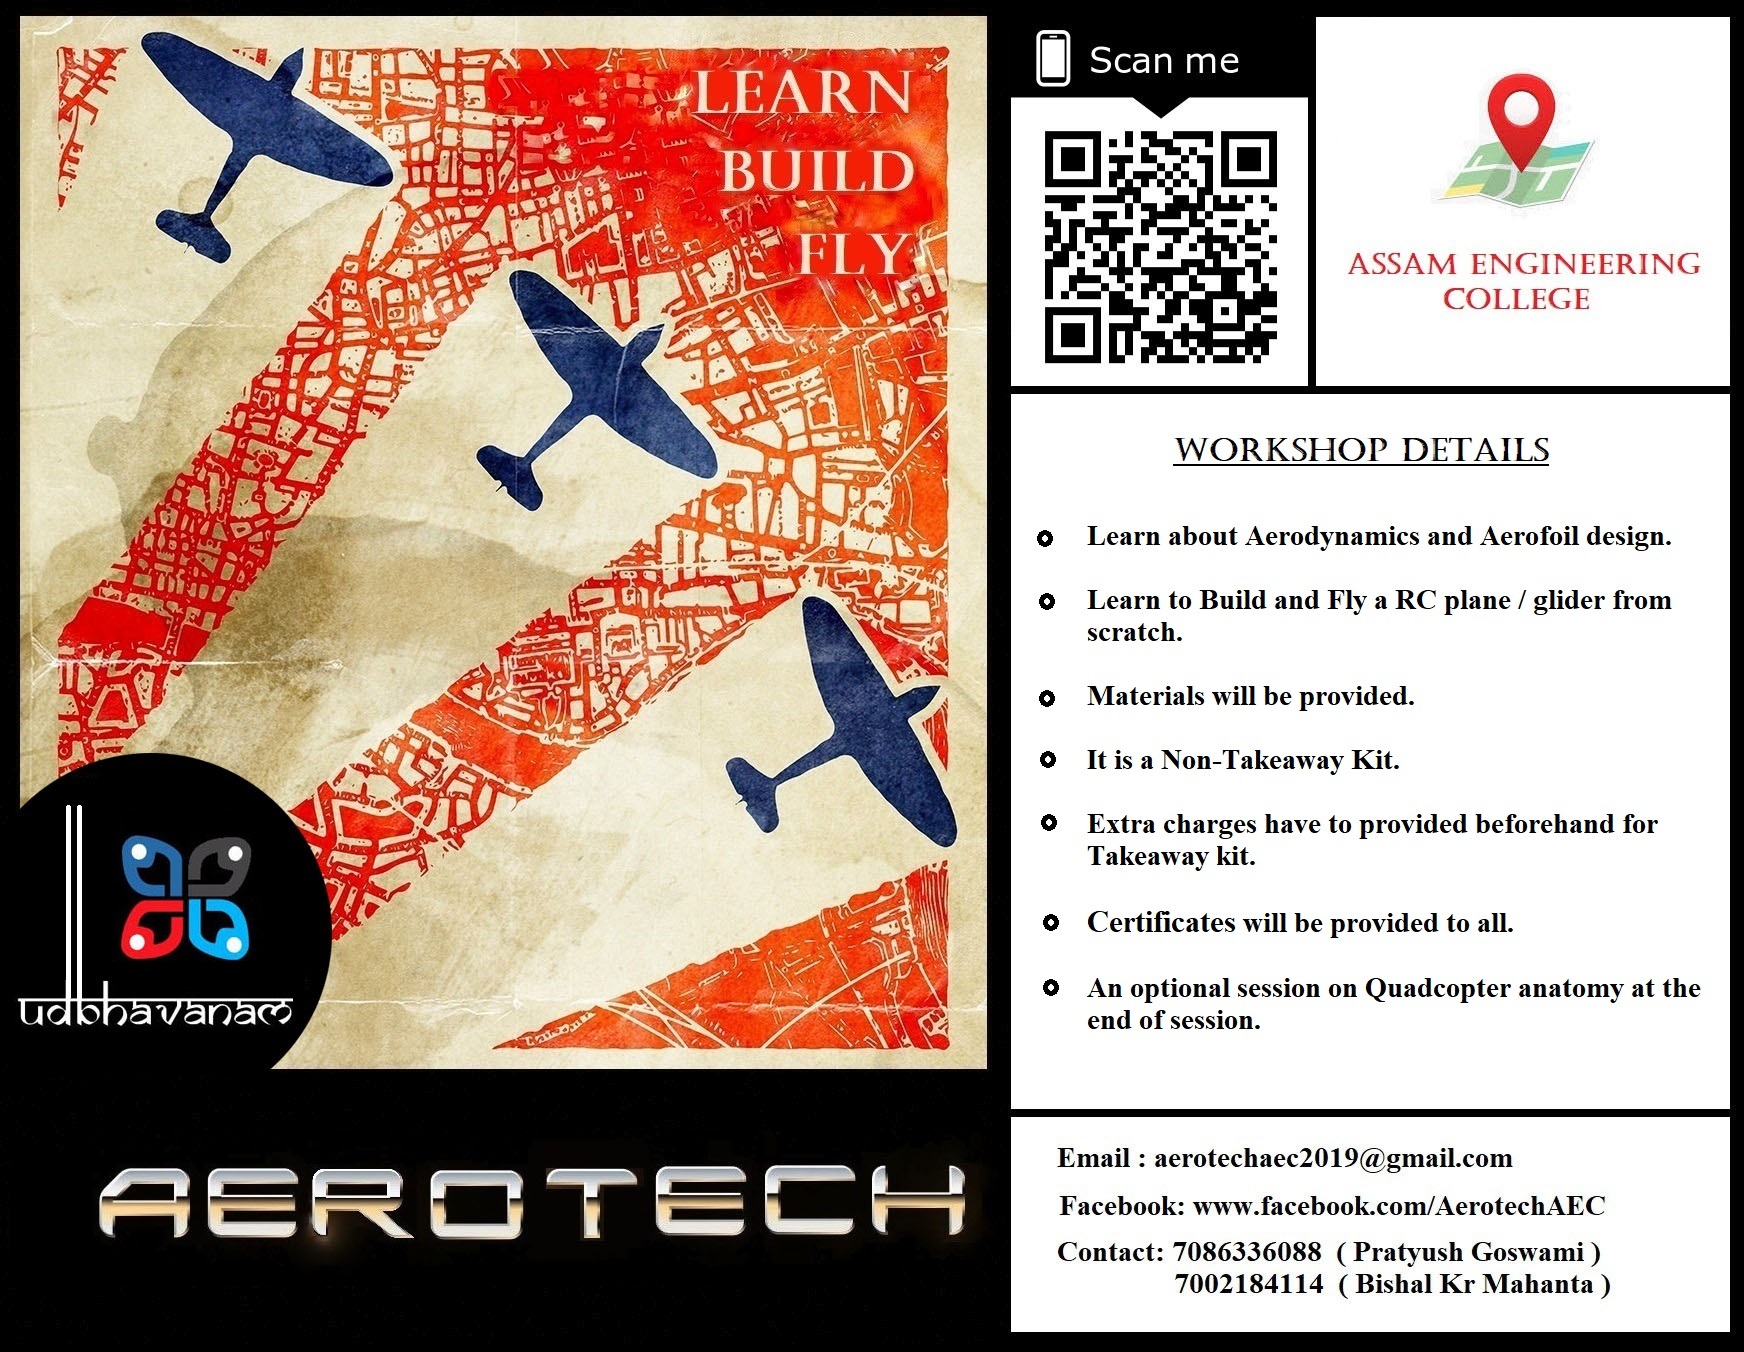 LEARN
BUILD
FLY
udbhavanam
AEROTECH
Scan me
ASSAM ENGINEERING
COLLEGE
WORKSHOP DETAILS
Learn about Aerodynamics and Aerofoil design.
Learn to Build and Fly a RC plane / glider from
scratch.
Materials will be provided.
It is a Non-Takeaway Kit.
Extra charges have to provided beforehand for
Takeaway kit.
Certificates will be provided to all.
An optional session on Quadcopter anatomy at the
end of session.
Email : aerotechaec2019@gmail.com
Facebook: www.facebook.com/AerotechAEC
Contact: 7086336088 ( Pratyush Goswami )
7002184114 ( Bishal Kr Mahanta )